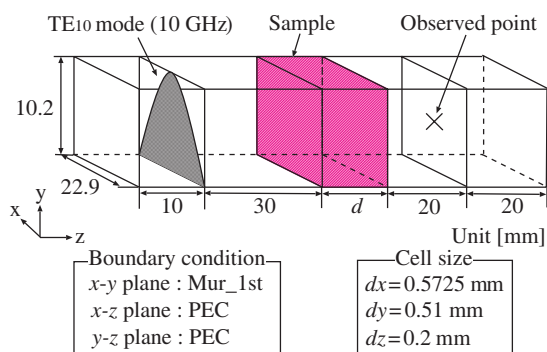 TE10 mode (10 GHz)
Sample
Observed point
10.2
22.9
10
30
d
20
20
y
x
z
Unit [mm]
Boundary condition
x-y plane : Mur_1st
x-z plane : PEC
y-z plane : PEC
Cell size
dx=0.5725 mm
dy=0.51 mm
dz=0.2 mm